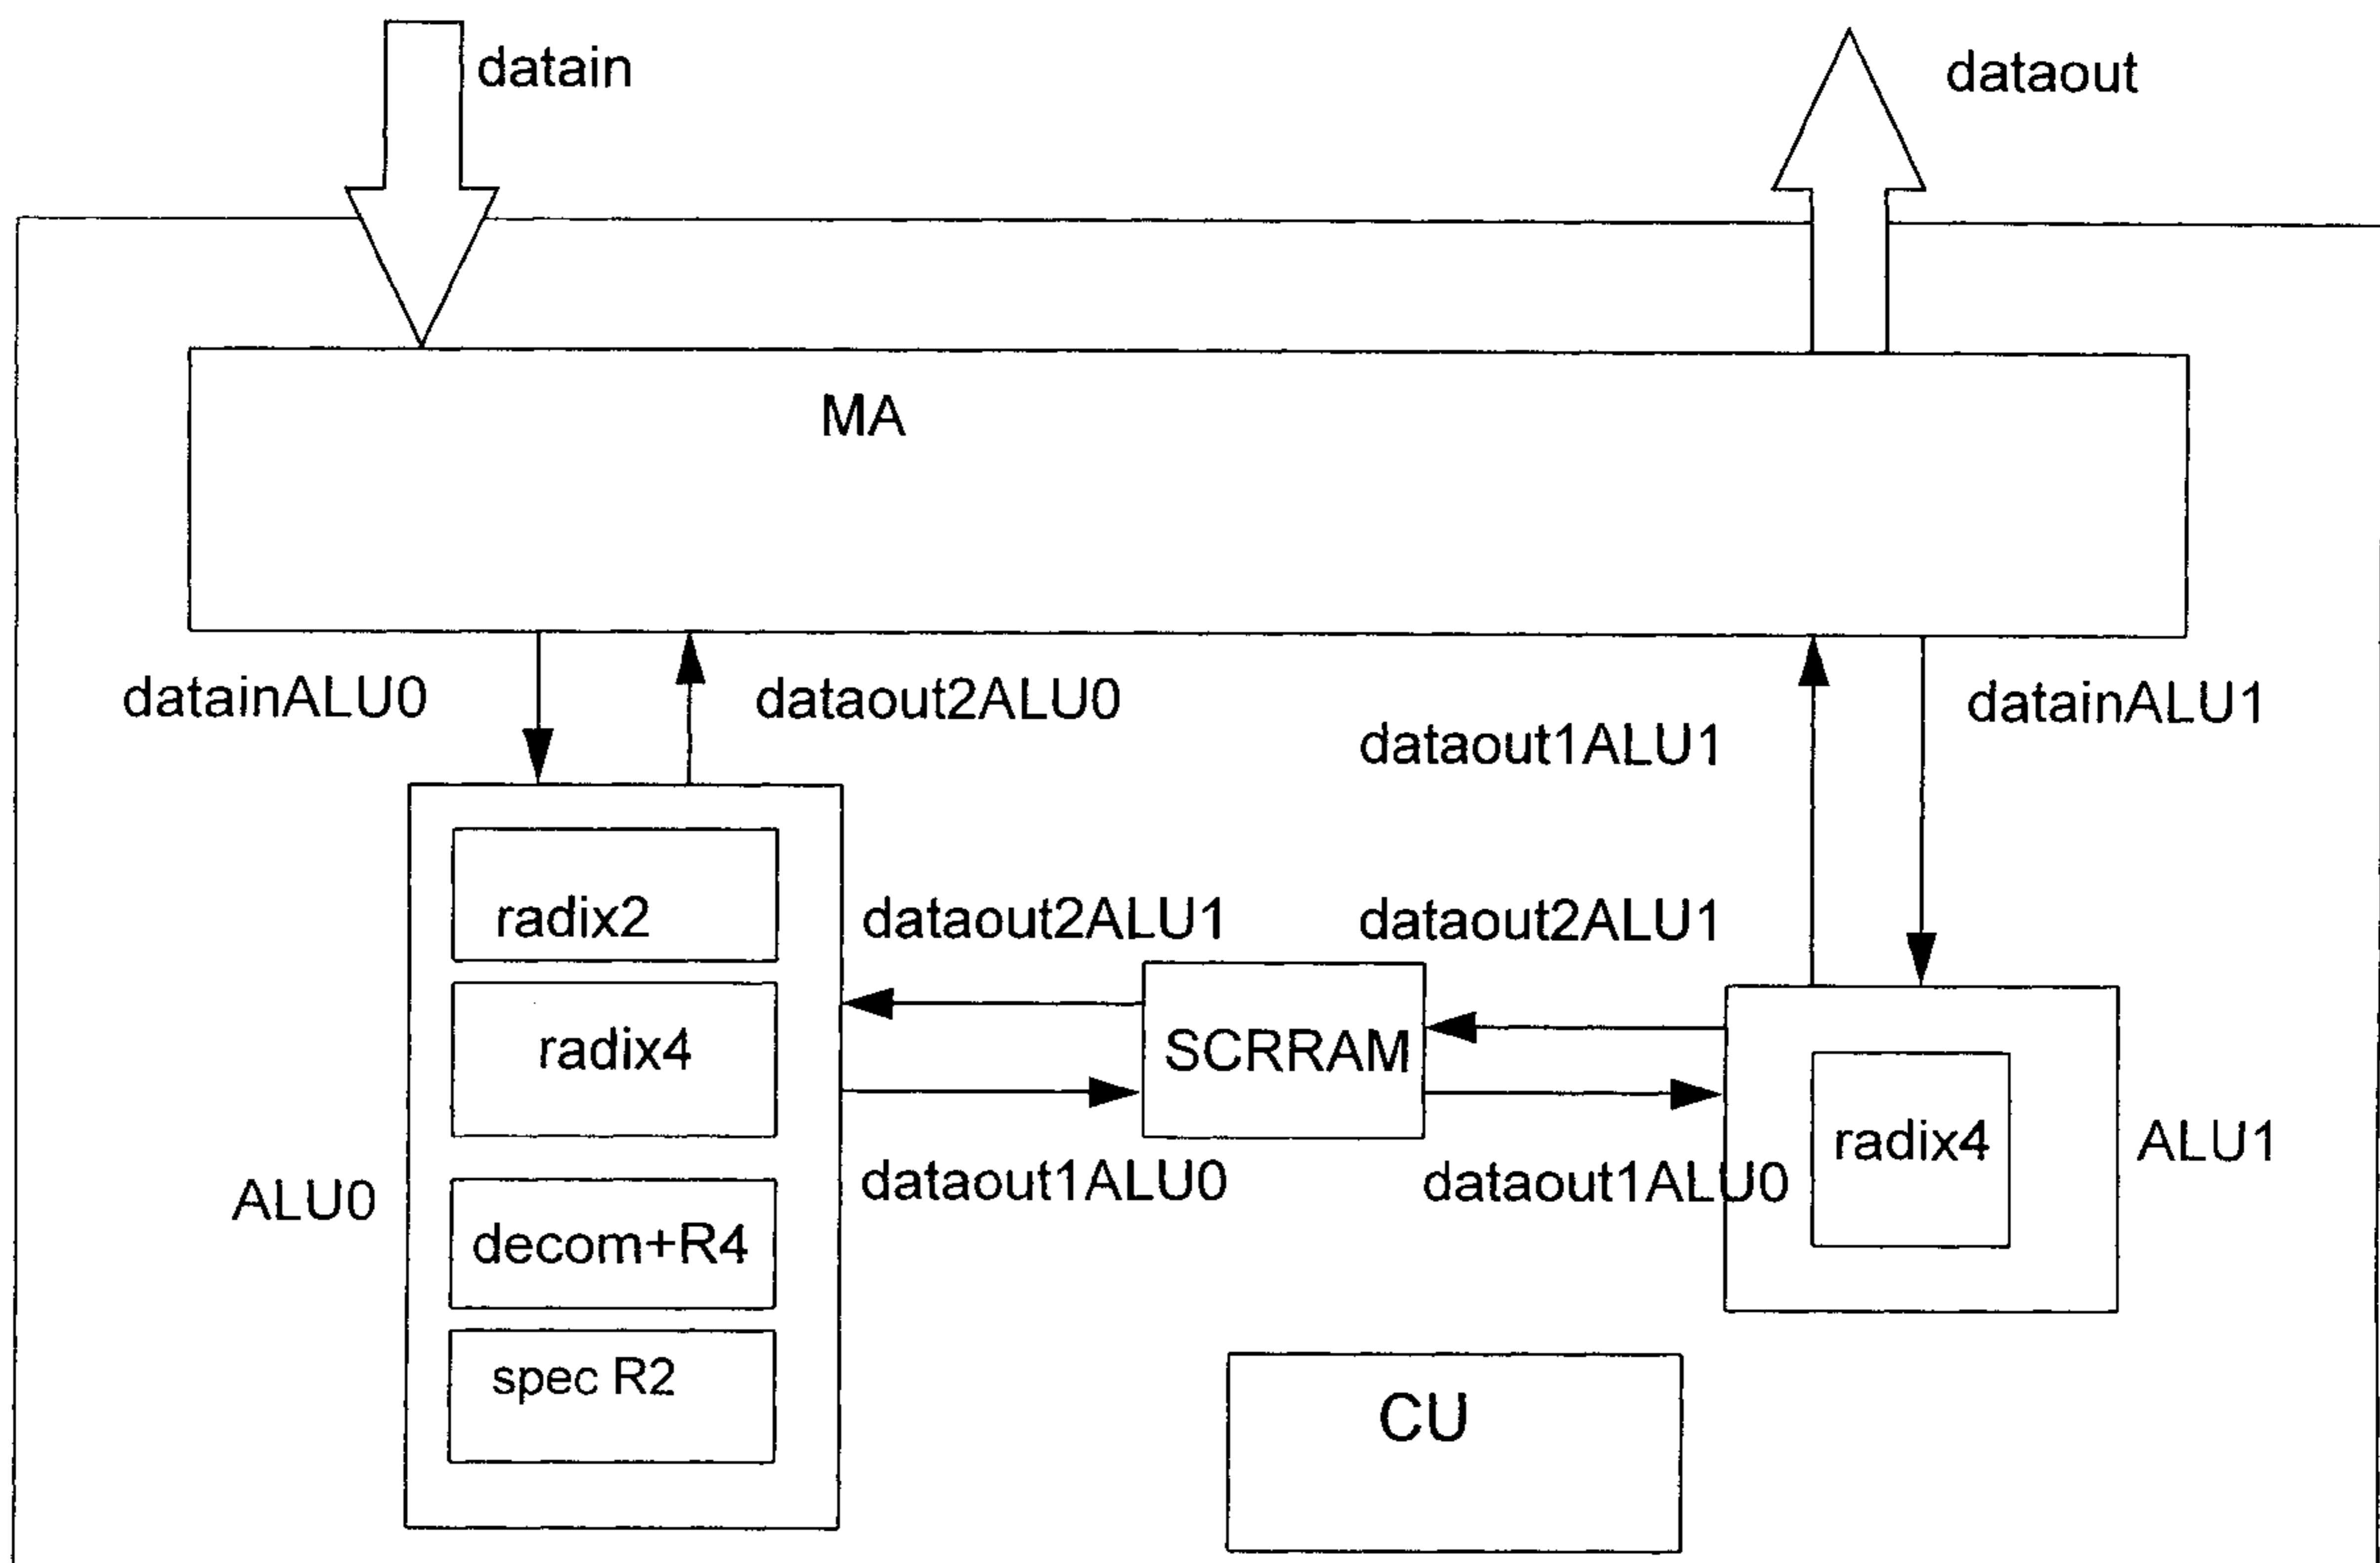 datain
dataout
MA
datainALU0
dataout2ALU0
dataout1ALU1
datainALU1
radix2
dataout2ALU1
dataout2ALU1
radix4
SCRRAM
radix4
ALU1
ALU0
dataout1ALU0
dataout1ALU0
decom+R4
spec R2
CU